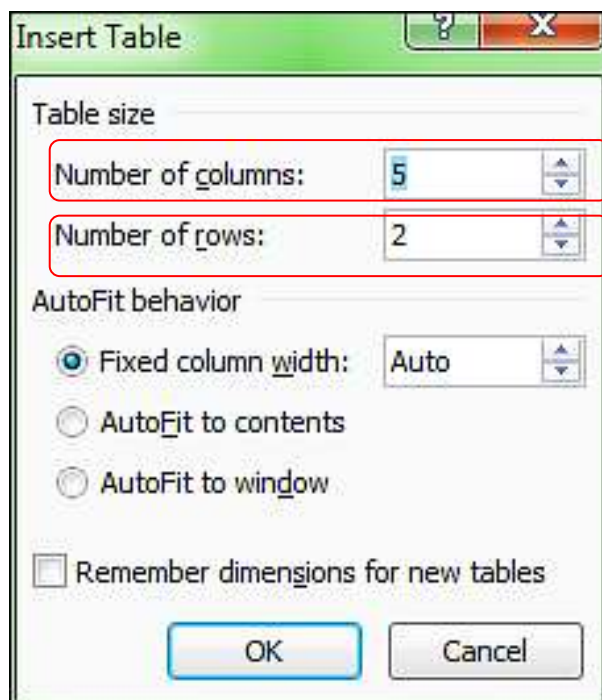 Insert Table
?
X
Table size
Number of columns: 5
Number of rows: 2
AutoFit behavior
Fixed column width: Auto
AutoFit to contents
AutoFit to window
Remember dimensions for new tables
OK Cancel